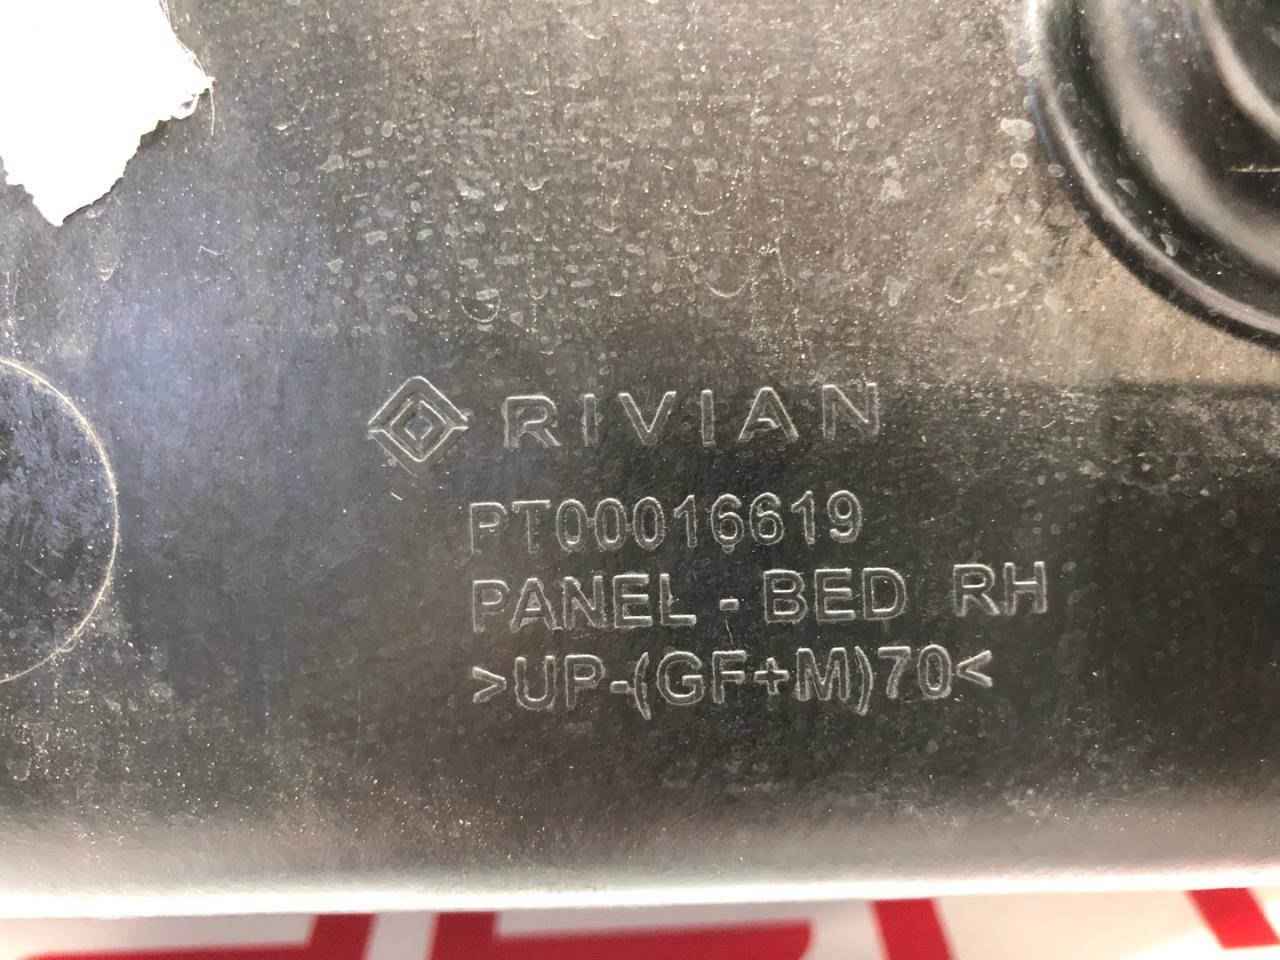 RIVIAN
PT00016619
PANEL - BED RH
>UP-(GF+M)70<